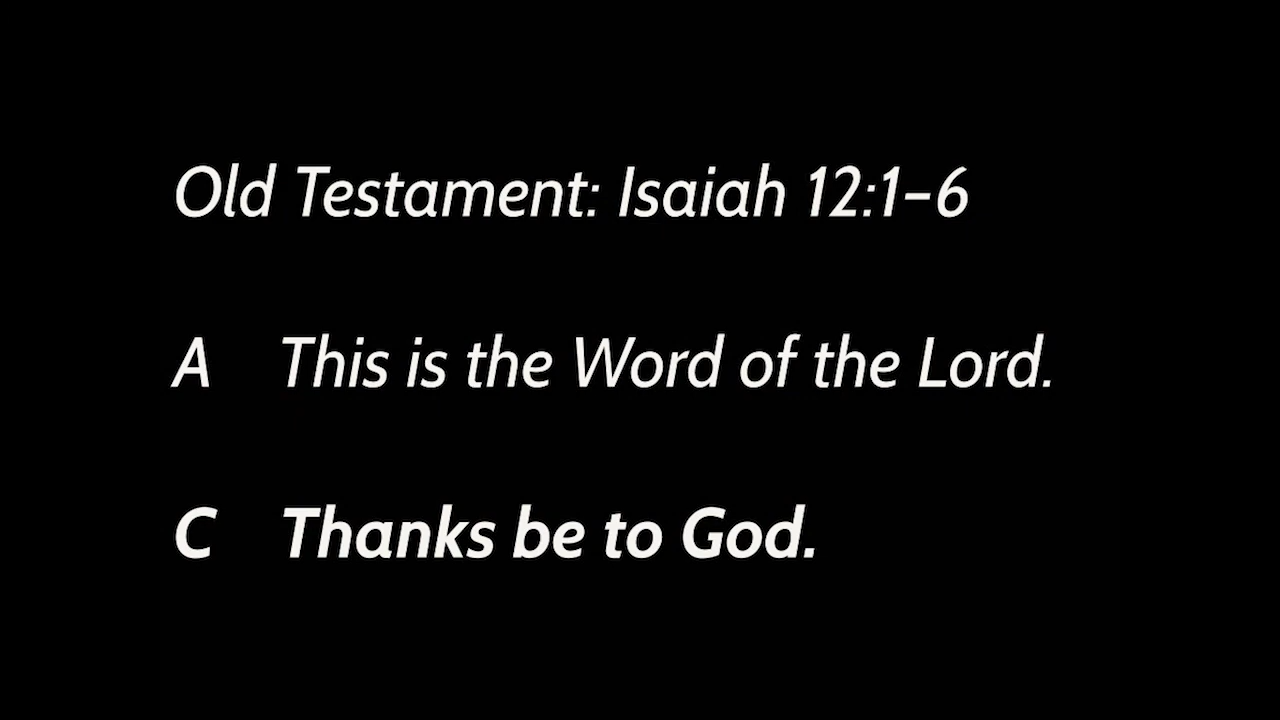 Old Testament: Isaiah 12:1–6
A This is the Word of the Lord.
C Thanks be to God.